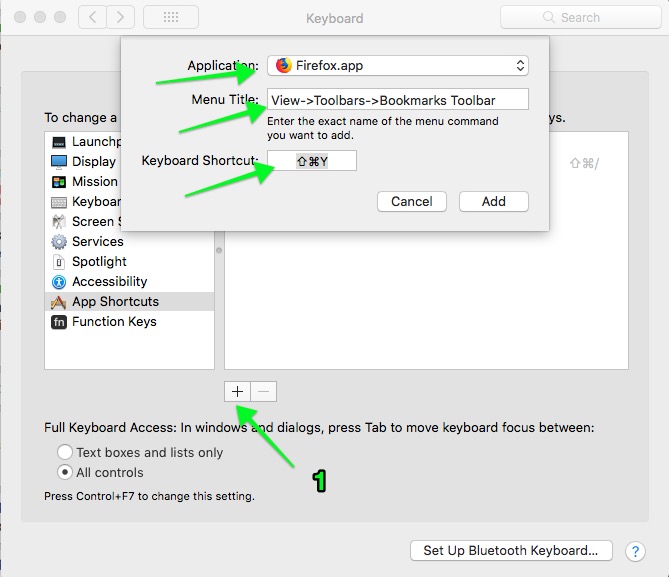 Keyboard
Search
Application:
Firefox.app
Menu Title:
View->Toolbars->Bookmarks Toolbar
Enter the exact name of the menu command
you want to add.
Keyboard Shortcut:
⇧⌘Y
Cancel
Add
To change a
ys.
Launchp
Display
Mission
Keyboar
Screen S
Services
Spotlight
Accessibility
App Shortcuts
fn Function Keys
⇧⌘/
+ −
Full Keyboard Access: In windows and dialogs, press Tab to move keyboard focus between:
Text boxes and lists only
All controls
Press Control+F7 to change this setting.
1
Set Up Bluetooth Keyboard...
?